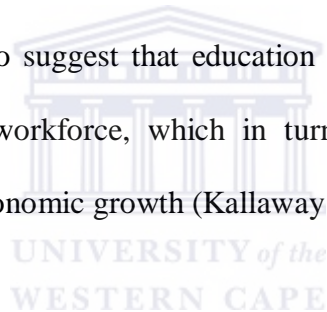 o suggest that education
workforce, which in turn
onomic growth (Kallaway
UNIVERSITY of the
WESTERN CAPE